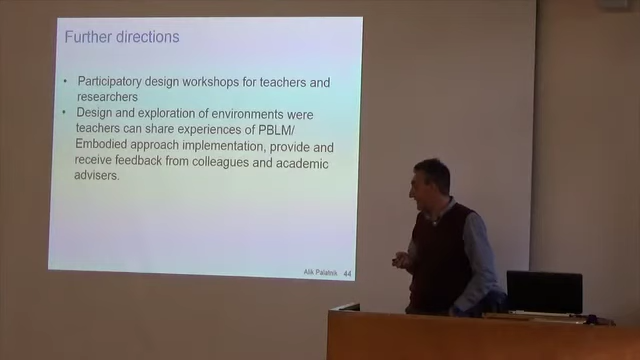 Further directions
• Participatory design workshops for teachers and
researchers
• Design and exploration of environments were
teachers can share experiences of PBLM/
Embodied approach implementation, provide and
receive feedback from colleagues and academic
advisers.
Alik Palatnik 44